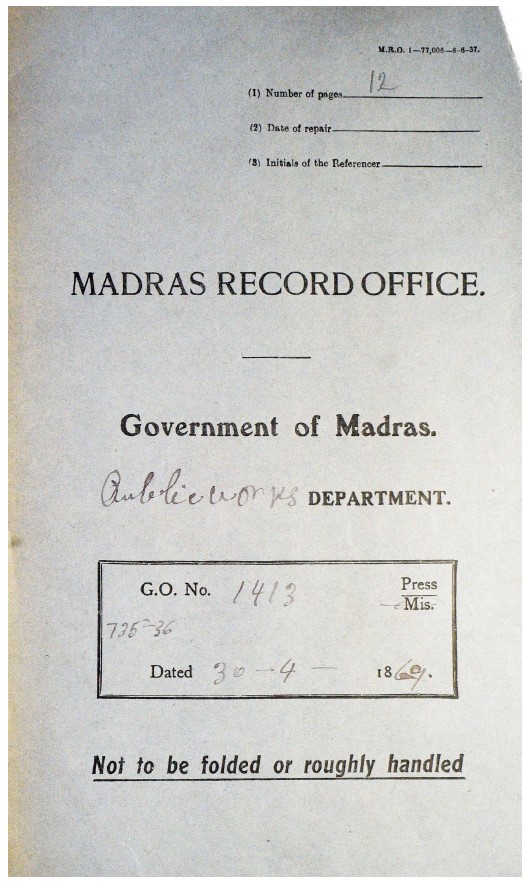 M.R.O. 1—77,006—8-6-37.
(1) Number of pages 12
(2) Date of repair
(3) Initials of the Referencer
MADRAS RECORD OFFICE.
Government of Madras.
Public works DEPARTMENT.
G.O. No. 1413 Press
Mis.
735-36
Dated 30-4- 1869.
Not to be folded or roughly handled